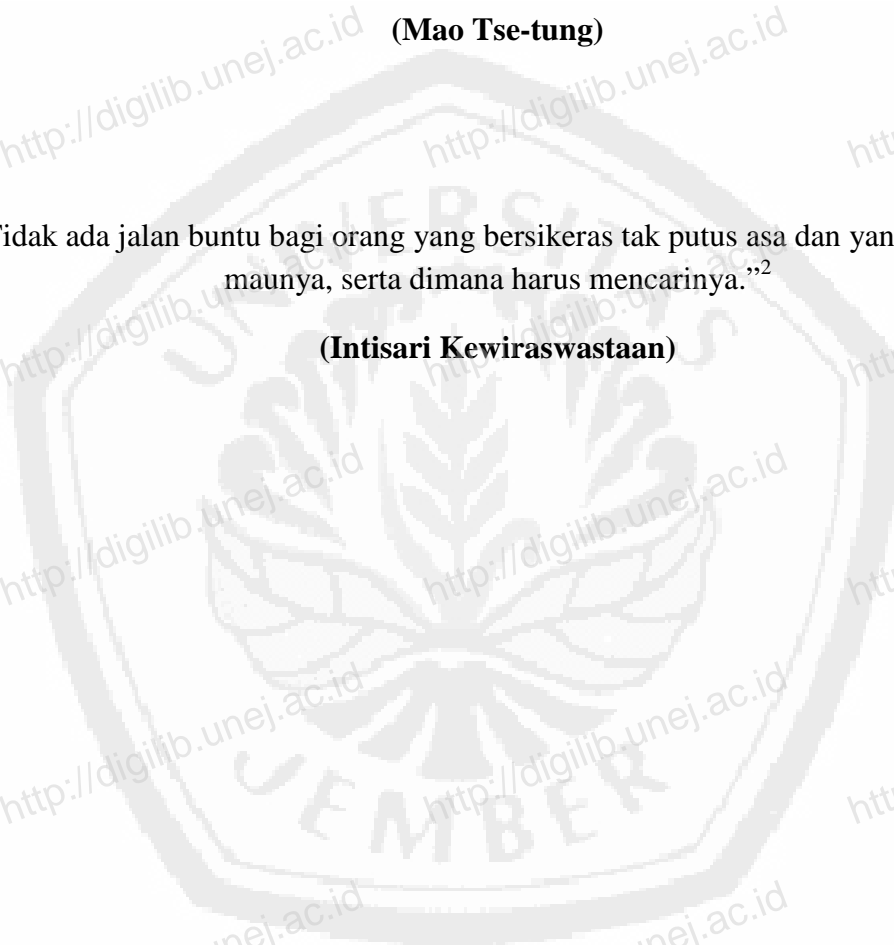 (Mao Tse-tung)
http://digilib.unej.ac.id http://digilib.unej.ac.id
idak ada jalan buntu bagi orang yang bersikeras tak putus asa dan yan
maunya, serta dimana harus mencarinya.”2
http://digilib.unej.ac.id http://digilib.unej.ac.id
(Intisari Kewiraswastaan)
UNIVERSITAS
http://digilib.unej.ac.id http://digilib.unej.ac.id
http://digilib.unej.ac.id http://digilib.unej.ac.id
JEMBER